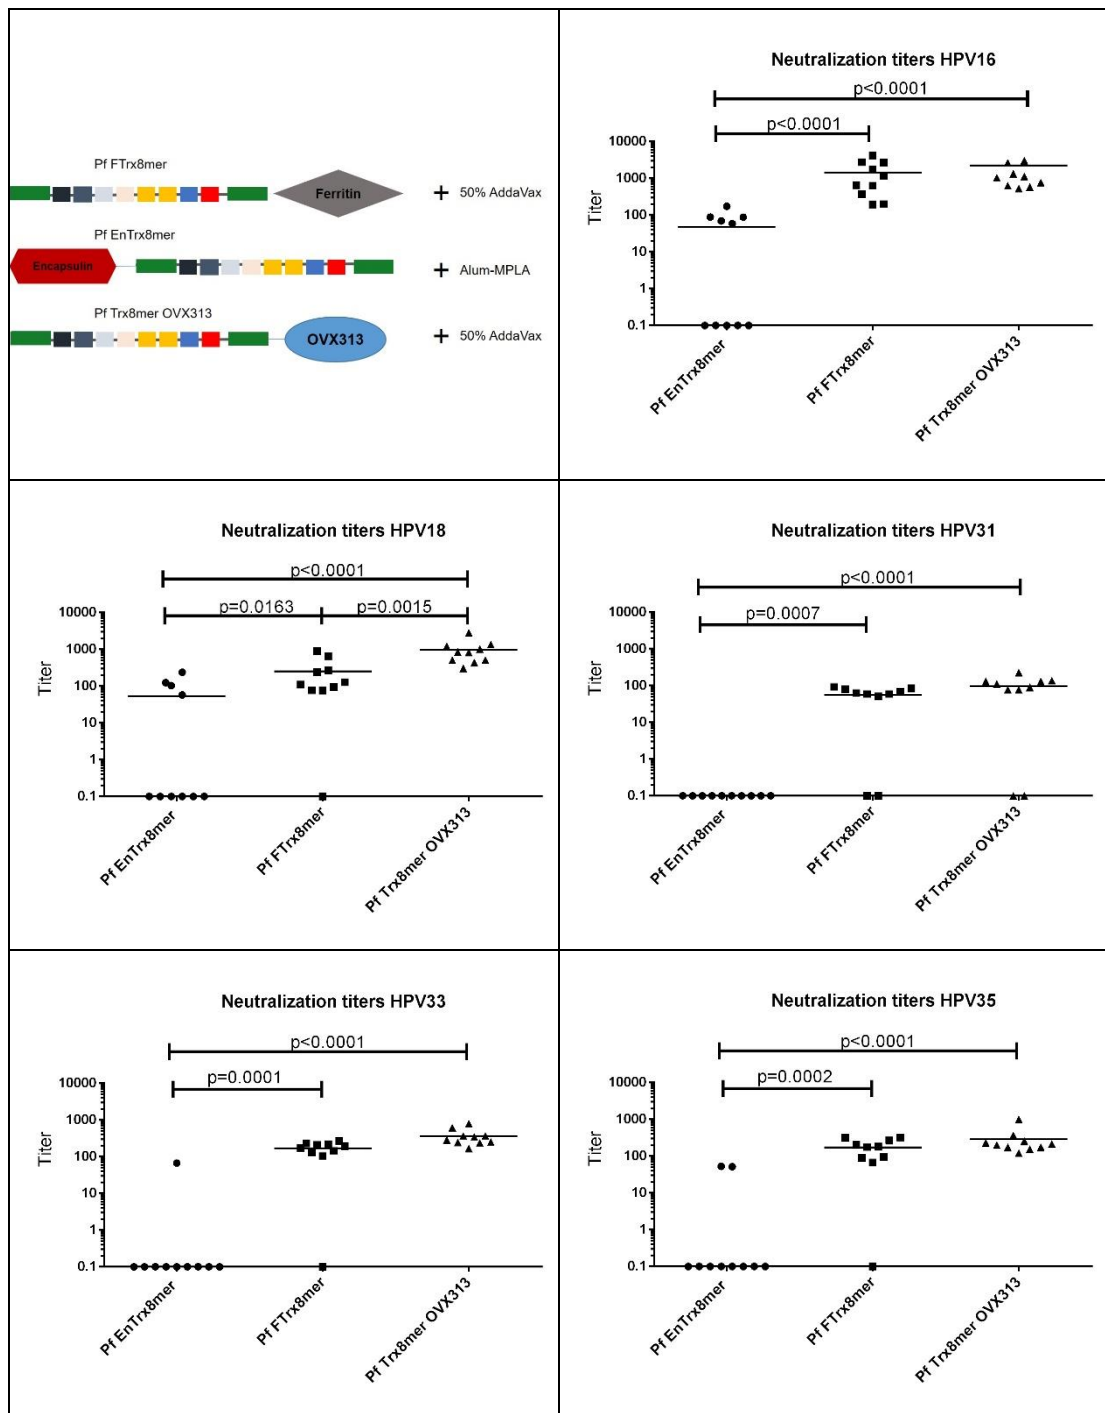 Pf FTrx8mer
Ferritin
+ 50% AddaVax
Pf EnTrx8mer
Encapsulin
+ Alum-MPLA
Pf Trx8mer OVX313
OVX313
+ 50% AddaVax
Neutralization titers HPV16
p<0.0001
p<0.0001
Titer
10000
1000
100
10
1
0.1
Pf EnTrx8mer
Pf FTrx8mer
Pf Trx8mer OVX313
Neutralization titers HPV18
p<0.0001
p=0.0163
p=0.0015
Titer
10000
1000
100
10
1
0.1
Pf EnTrx8mer
Pf FTrx8mer
Pf Trx8mer OVX313
Neutralization titers HPV31
p<0.0001
p=0.0007
Titer
10000
1000
100
10
1
0.1
Pf EnTrx8mer
Pf FTrx8mer
Pf Trx8mer OVX313
Neutralization titers HPV33
p<0.0001
p=0.0001
Titer
10000
1000
100
10
1
0.1
Pf EnTrx8mer
Pf FTrx8mer
Pf Trx8mer OVX313
Neutralization titers HPV35
p<0.0001
p=0.0002
Titer
10000
1000
100
10
1
0.1
Pf EnTrx8mer
Pf FTrx8mer
Pf Trx8mer OVX313